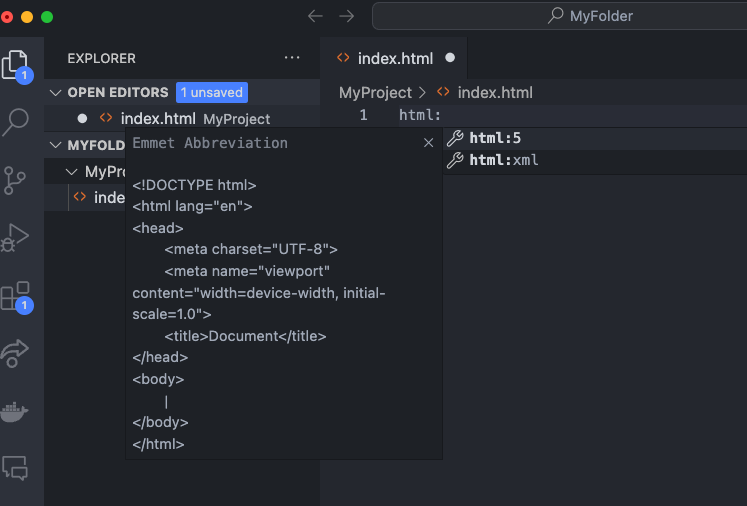 MyFolder
EXPLORER
index.html
OPEN EDITORS 1 unsaved
MyProject > index.html
index.html MyProject
1 html:
MYFOLD
Emmet Abbreviation
html:5
html:xml
MyPr
inde
<!DOCTYPE html>
<html lang="en">
<head>
<meta charset="UTF-8">
<meta name="viewport"
content="width=device-width, initial-
scale=1.0">
<title>Document</title>
</head>
<body>
|
</body>
</html>
1
1